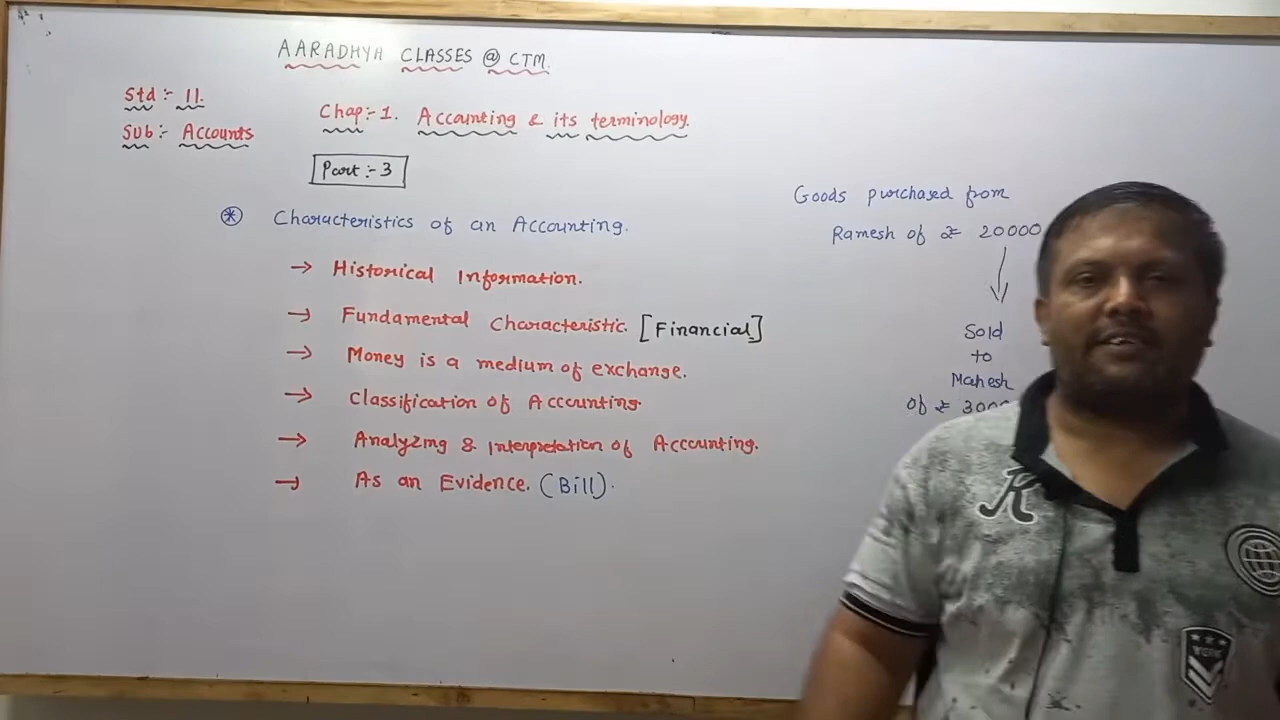 AARADHYA CLASSES @ CTM.
Std :- 11.
Sub :- Accounts
Chap :- 1. Accounting & its terminology.
Part :- 3
* Characteristics of an Accounting.
→ Historical Information.
→ Fundamental Characteristic. [Financial]
→ Money is a medium of exchange.
→ Classification of Accounting.
→ Analyzing & Interpretation of Accounting.
→ As an Evidence. (Bill).
Goods purchased from
Ramesh of ₹ 20000
↓
Sold
to
Mahesh
of ₹
R